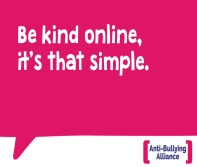 Be kind online,
it's that simple.
Anti-Bullying
Alliance